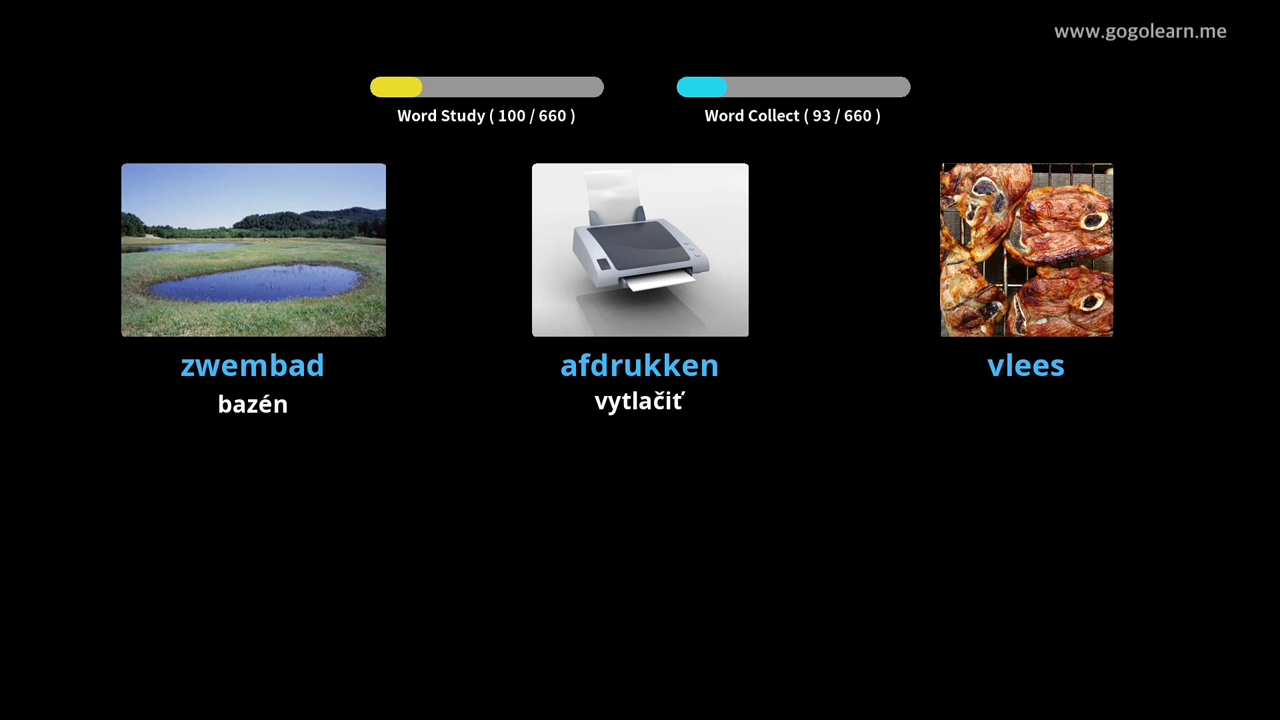 www.gogolearn.me
Word Study ( 100 / 660 )
Word Collect ( 93 / 660 )
zwembad
bazén
afdrukken
vytlačiť
vlees